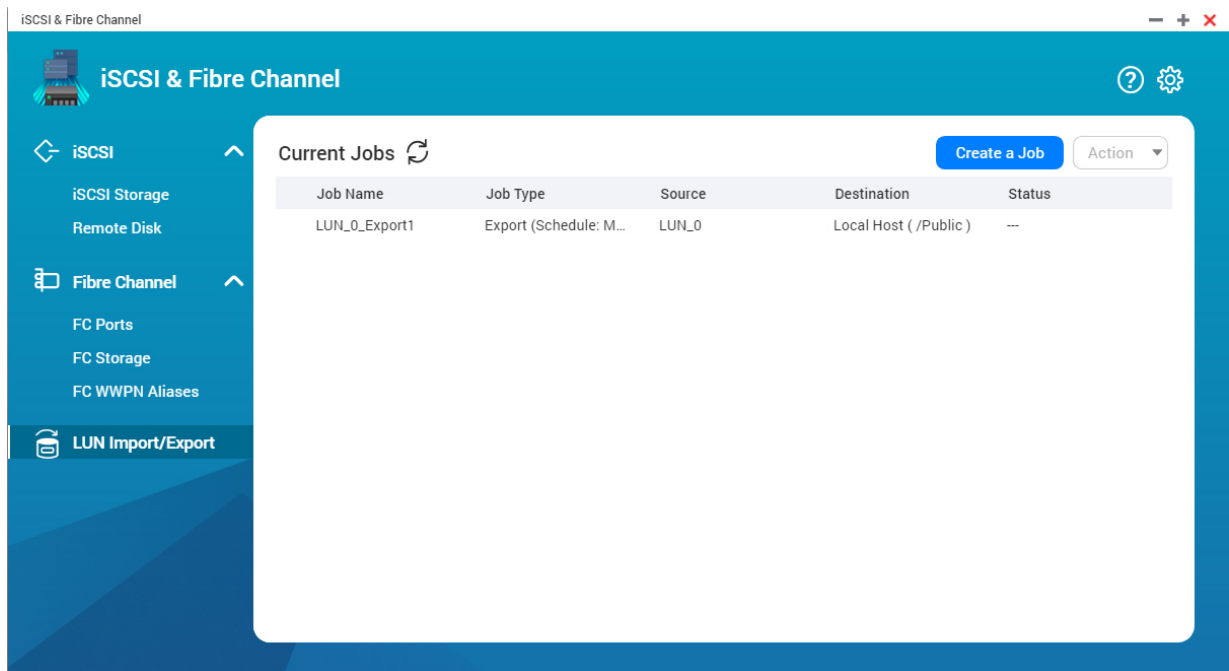 iSCSI & Fibre Channel
iSCSI & Fibre Channel
iSCSI
iSCSI Storage
Remote Disk
Fibre Channel
FC Ports
FC Storage
FC WWPN Aliases
LUN Import/Export
Current Jobs
Create a Job
Action
Job Name Job Type Source Destination Status
LUN_0_Export1 Export (Schedule: M... LUN_0 Local Host ( /Public ) ---